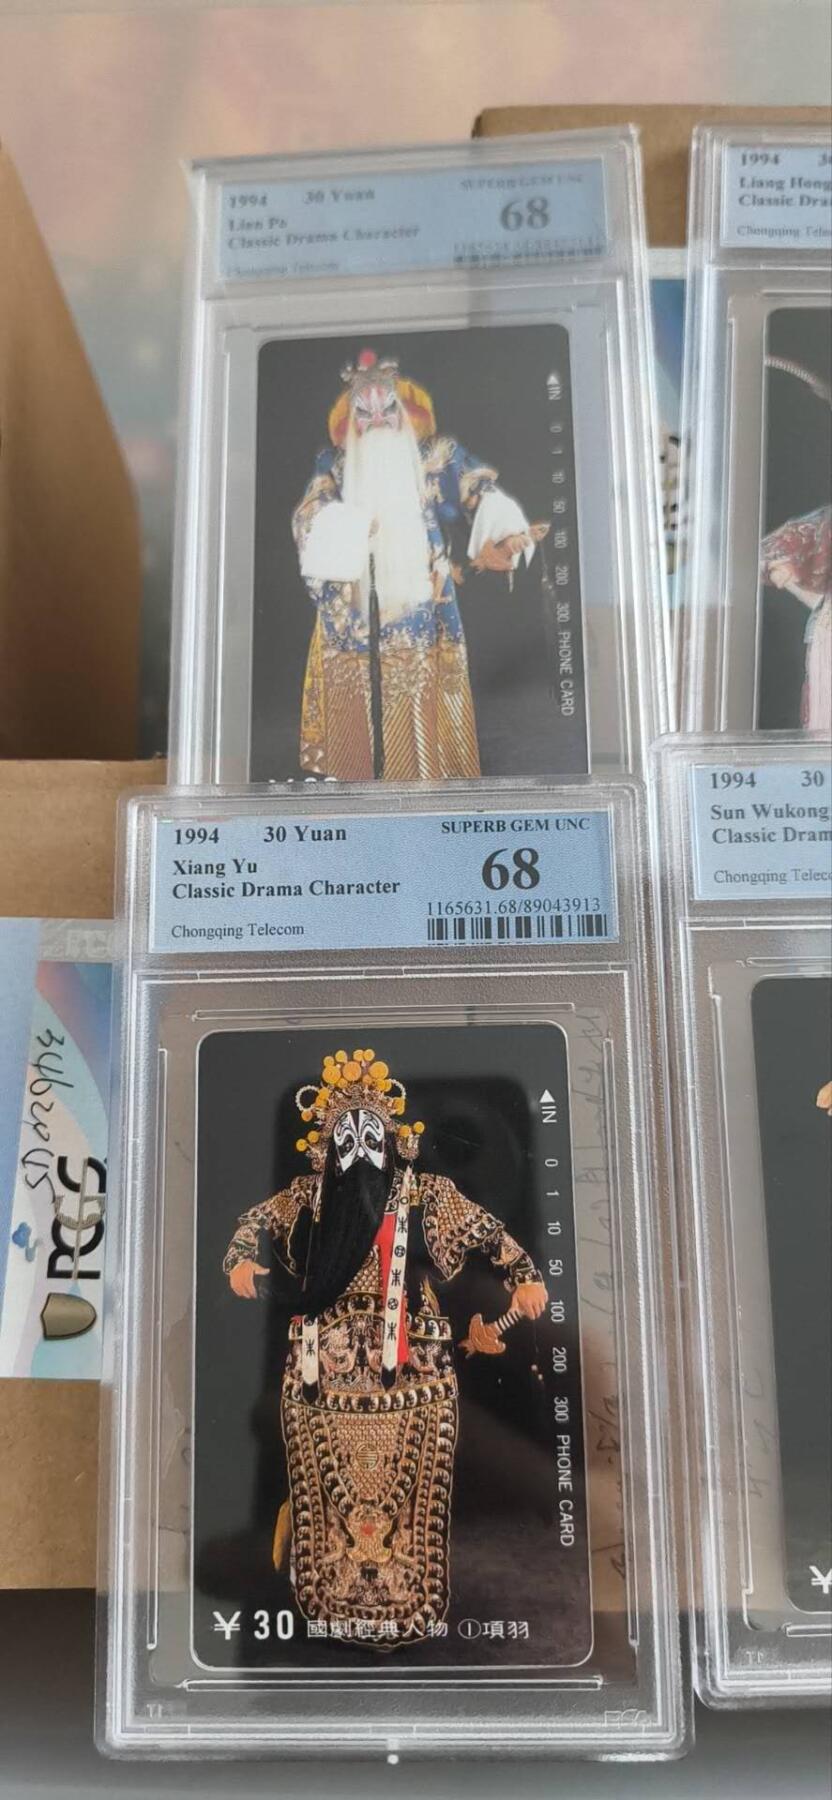 1994 30 Yuan
SUPERB GEM UNC
68
Lian Po
Classic Drama Character
Chongqing Telecom
◀IN 0 1 10 50 100 200 300 PHONE CARD
1994
Liang Hong
Classic Dra
Chongqing Tele
1994 30 Yuan
SUPERB GEM UNC
Xiang Yu
68
Classic Drama Character
1165631.68/89043913
Chongqing Telecom
◀IN 0 1 10 50 100 200 300 PHONE CARD
¥30 國劇經典人物 ①項羽
1994 30
Sun Wukong
Classic Dram
Chongqing Telec
¥
PCGS